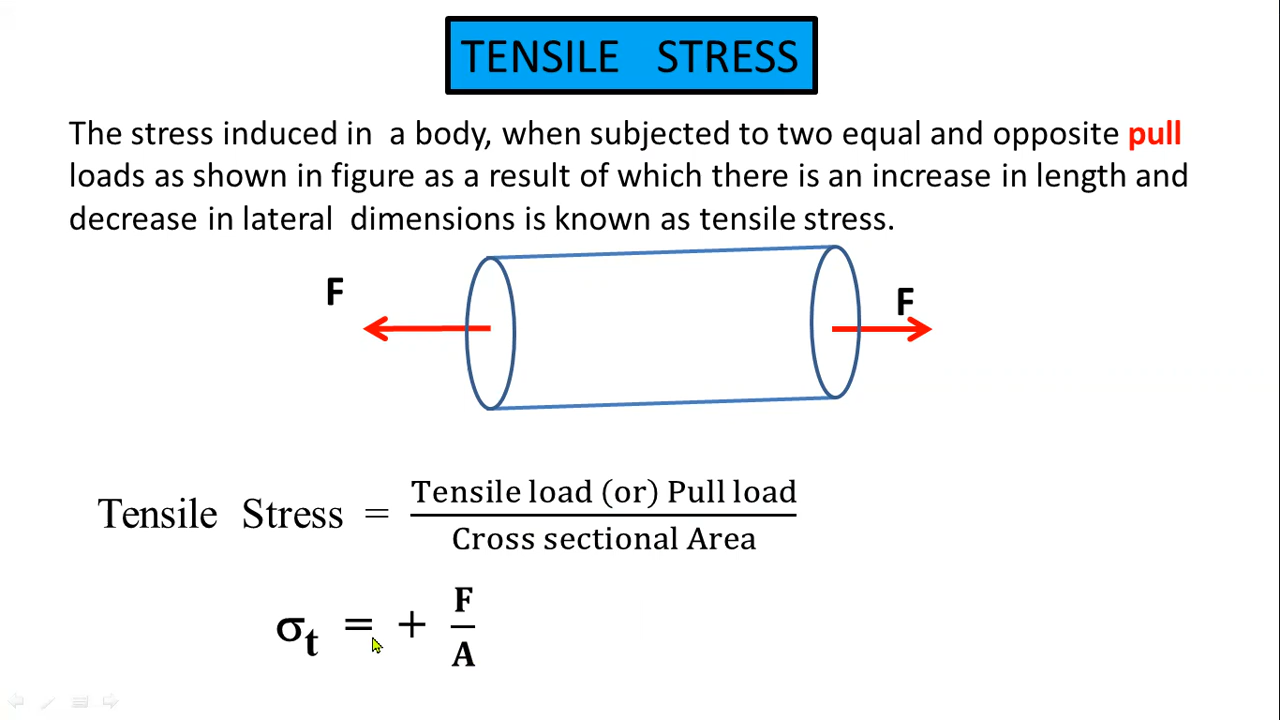 TENSILE STRESS
The stress induced in a body, when subjected to two equal and opposite pull
loads as shown in figure as a result of which there is an increase in length and
decrease in lateral dimensions is known as tensile stress.
F
F
Tensile Stress = Tensile load (or) Pull load
Cross sectional Area
σt = + F
A